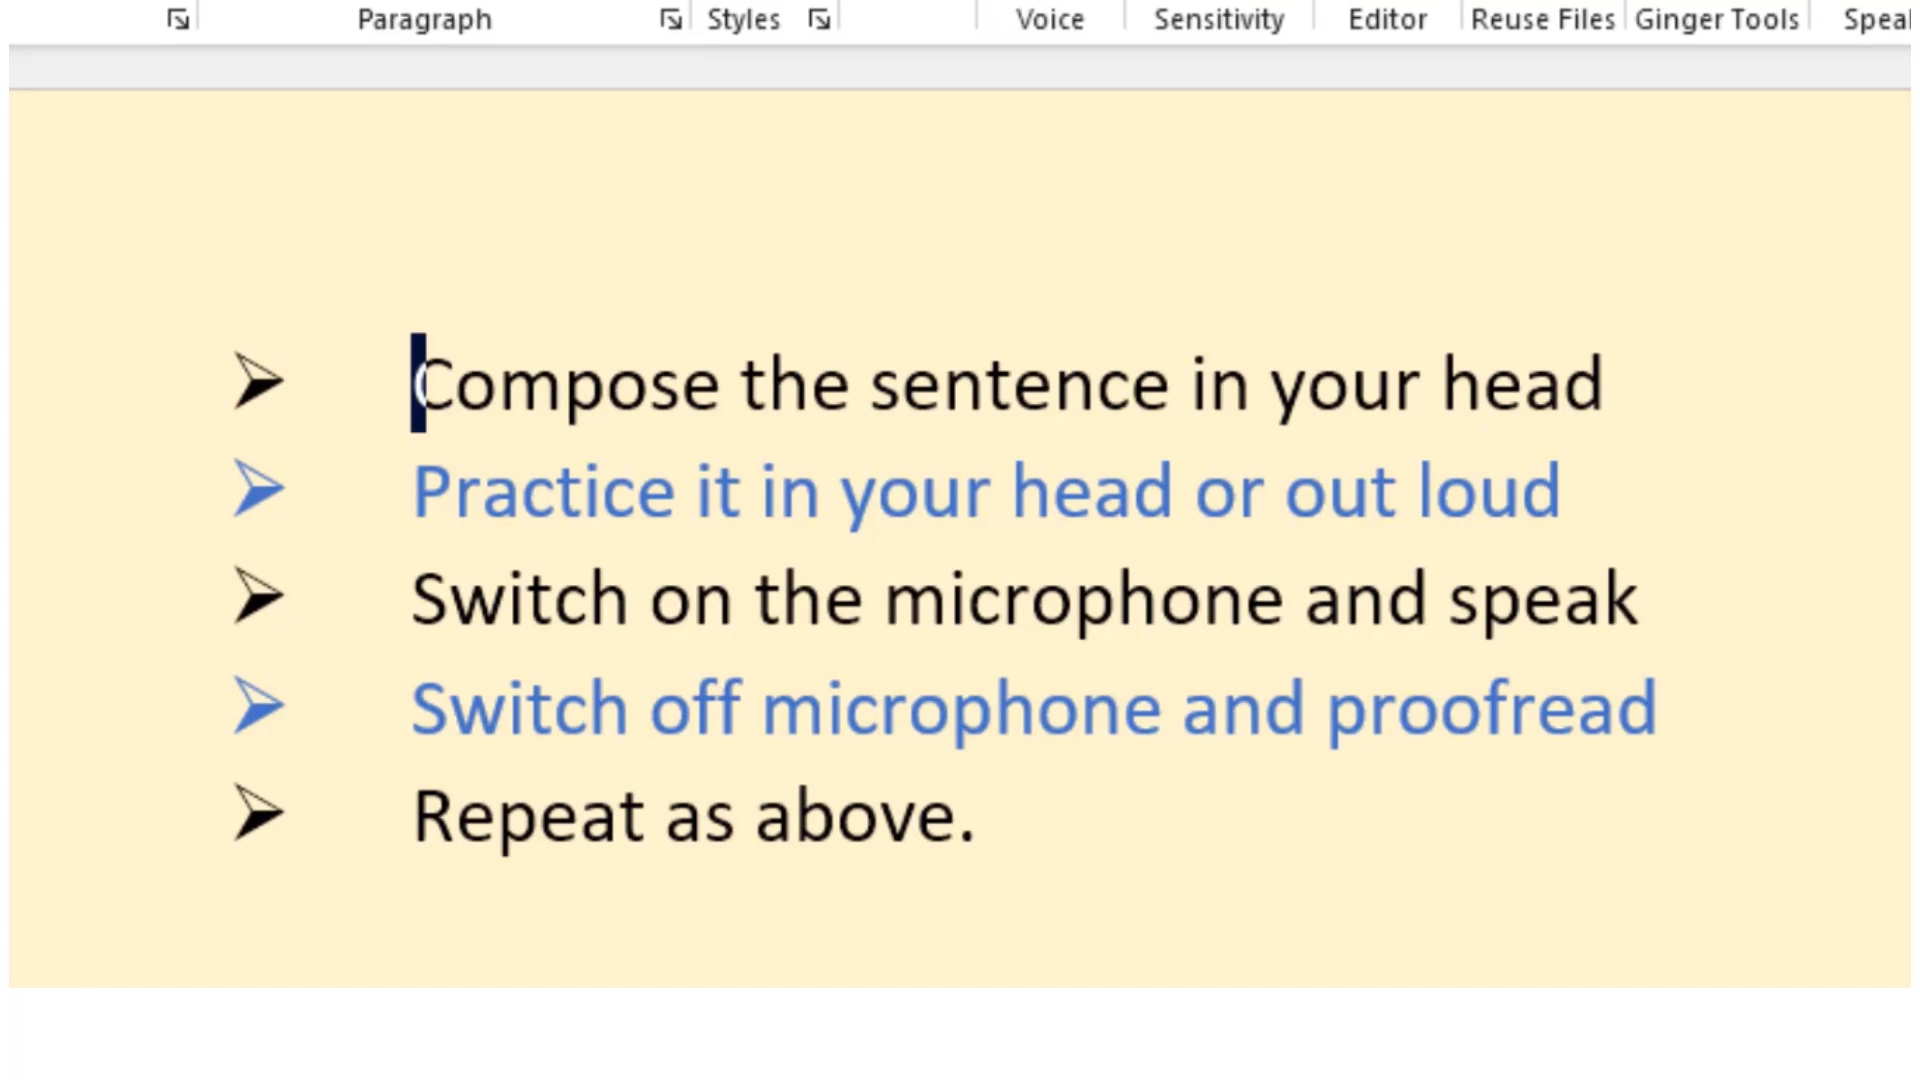 Paragraph Styles Voice Sensitivity Editor Reuse Files Ginger Tools
Compose the sentence in your head
Practice it in your head or out loud
Switch on the microphone and speak
Switch off microphone and proofread
Repeat as above.